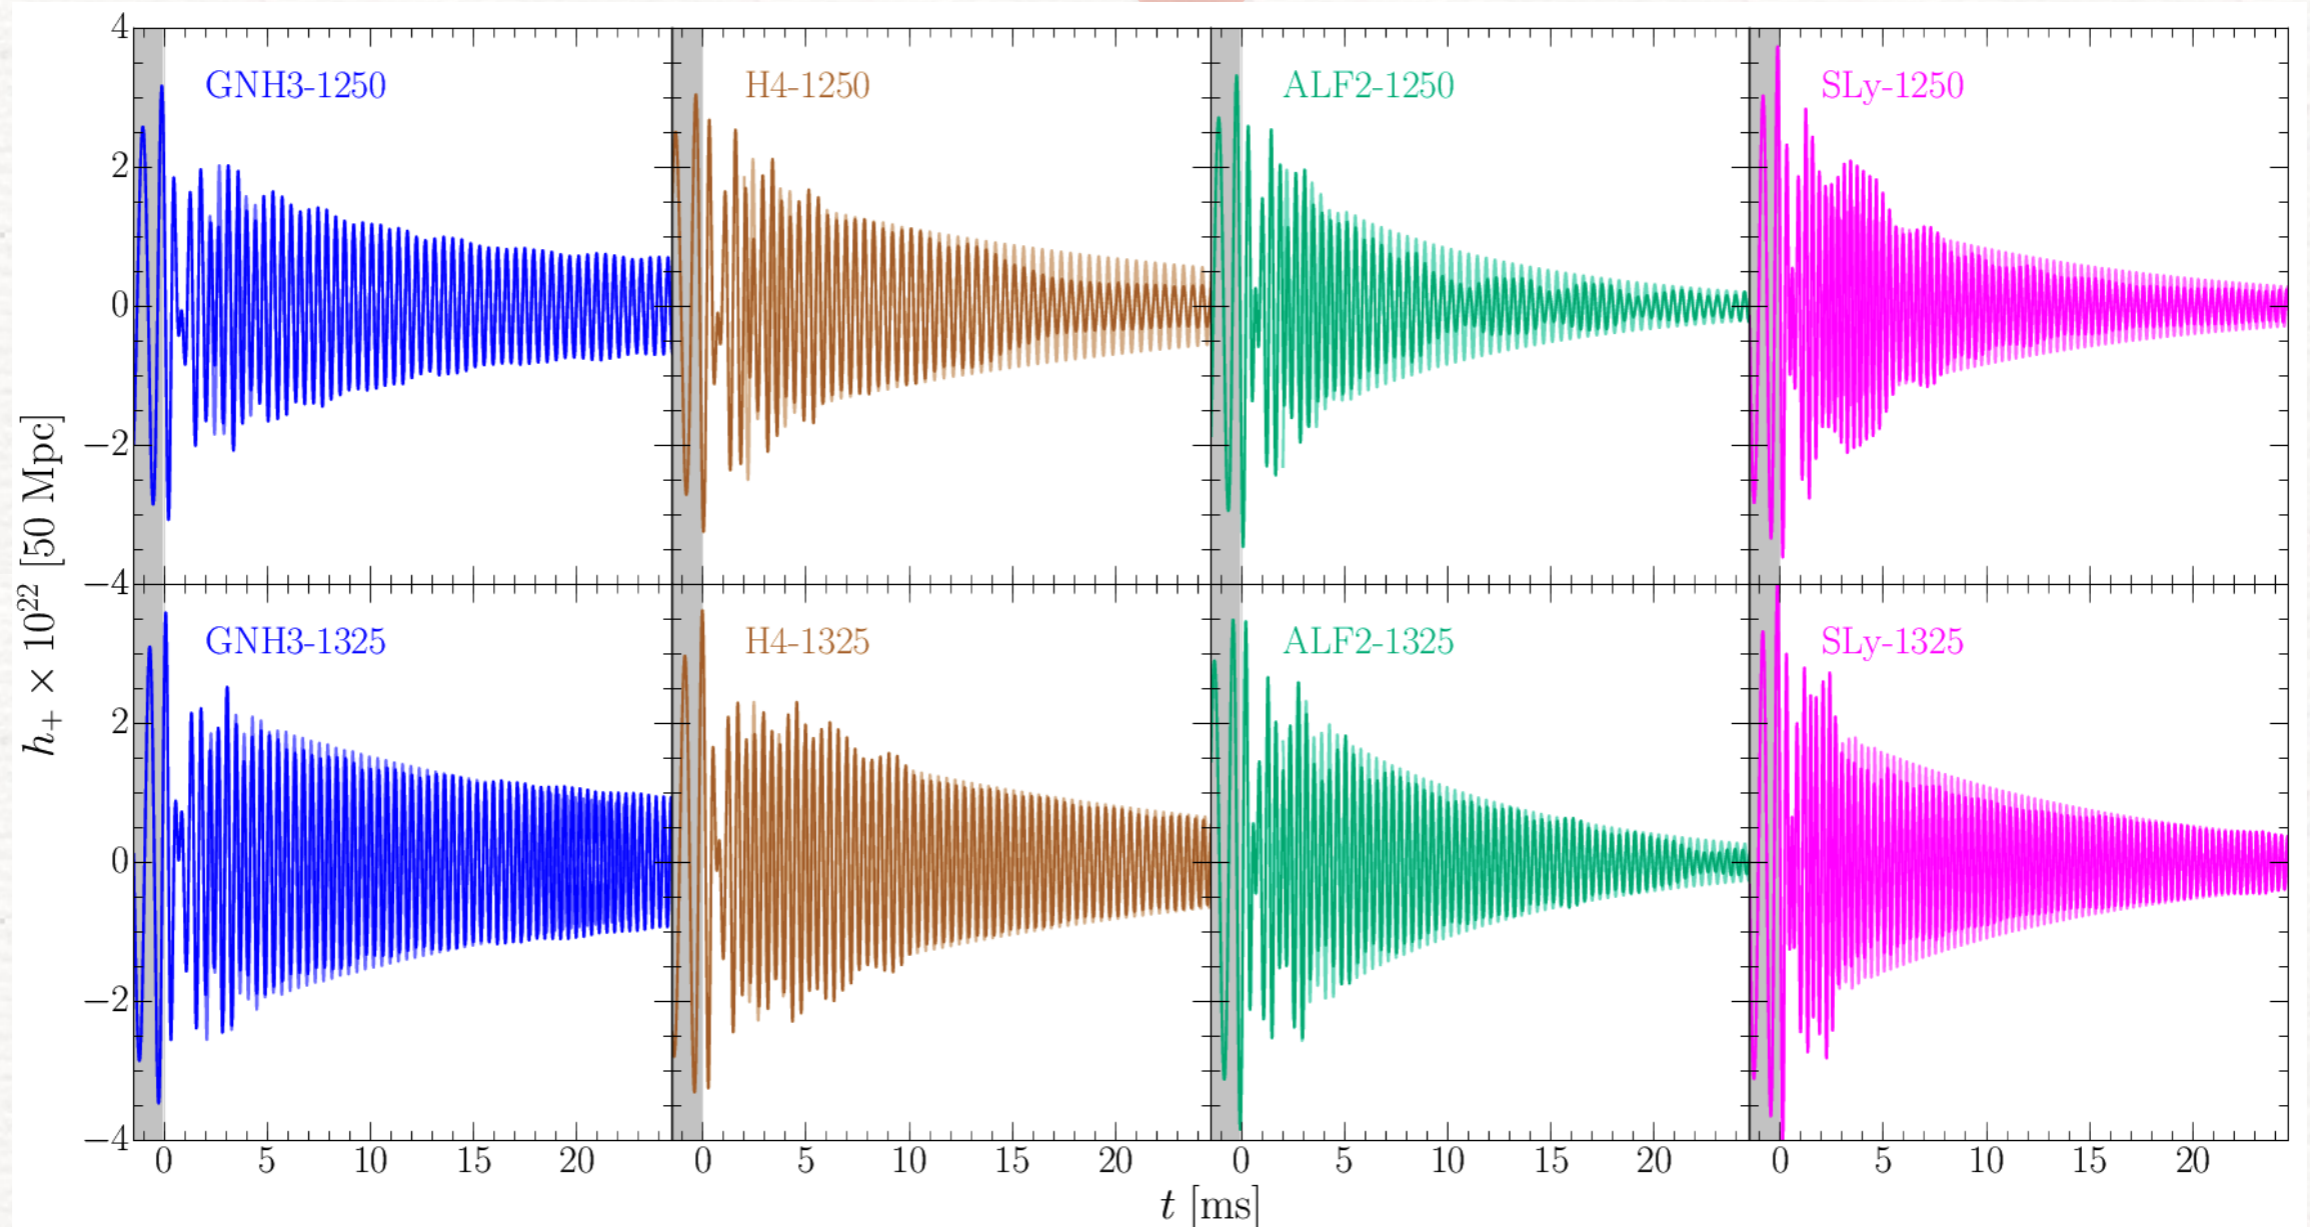 GNH3-1250
H4-1250
ALF2-1250
SLy-1250
4
2
0
−2
−4
GNH3-1325
H4-1325
ALF2-1325
SLy-1325
2
0
−2
−4
h₊ × 10²² [50 Mpc]
0 5 10 15 20 0 5 10 15 20 0 5 10 15 20 0 5 10 15 20
t [ms]